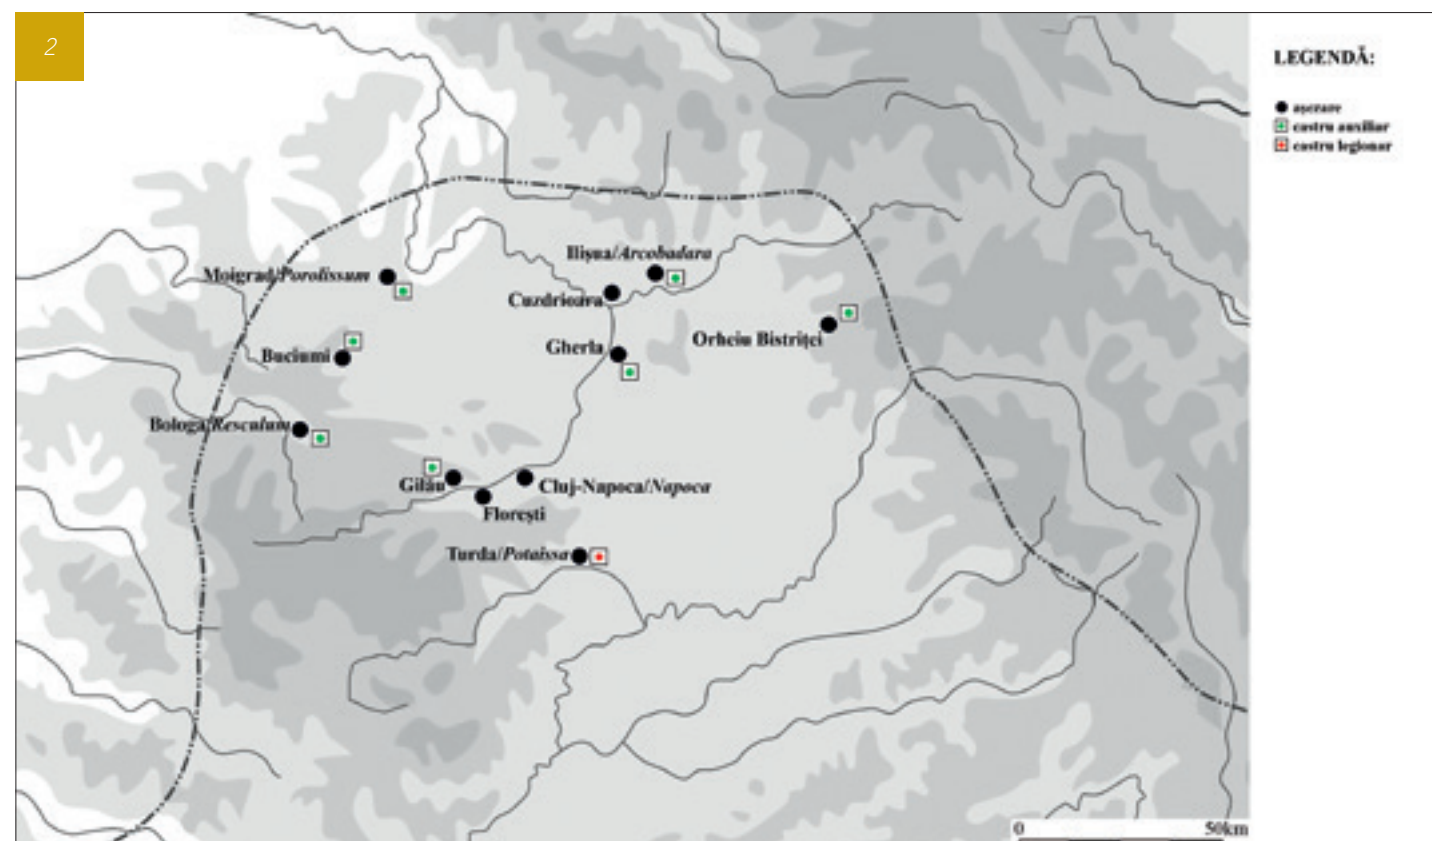 2
LEGENDĂ:
așezare
castru auxiliar
castru legionar
Ilișua/Arcobadara
Moigrad/Porolissum
Cuzdrioara
Orheiu Bistriței
Gherla
Buciumi
Bologa/Resculum
Gilău
Cluj-Napoca/Napoca
Florești
Turda/Potaissa
0 50km